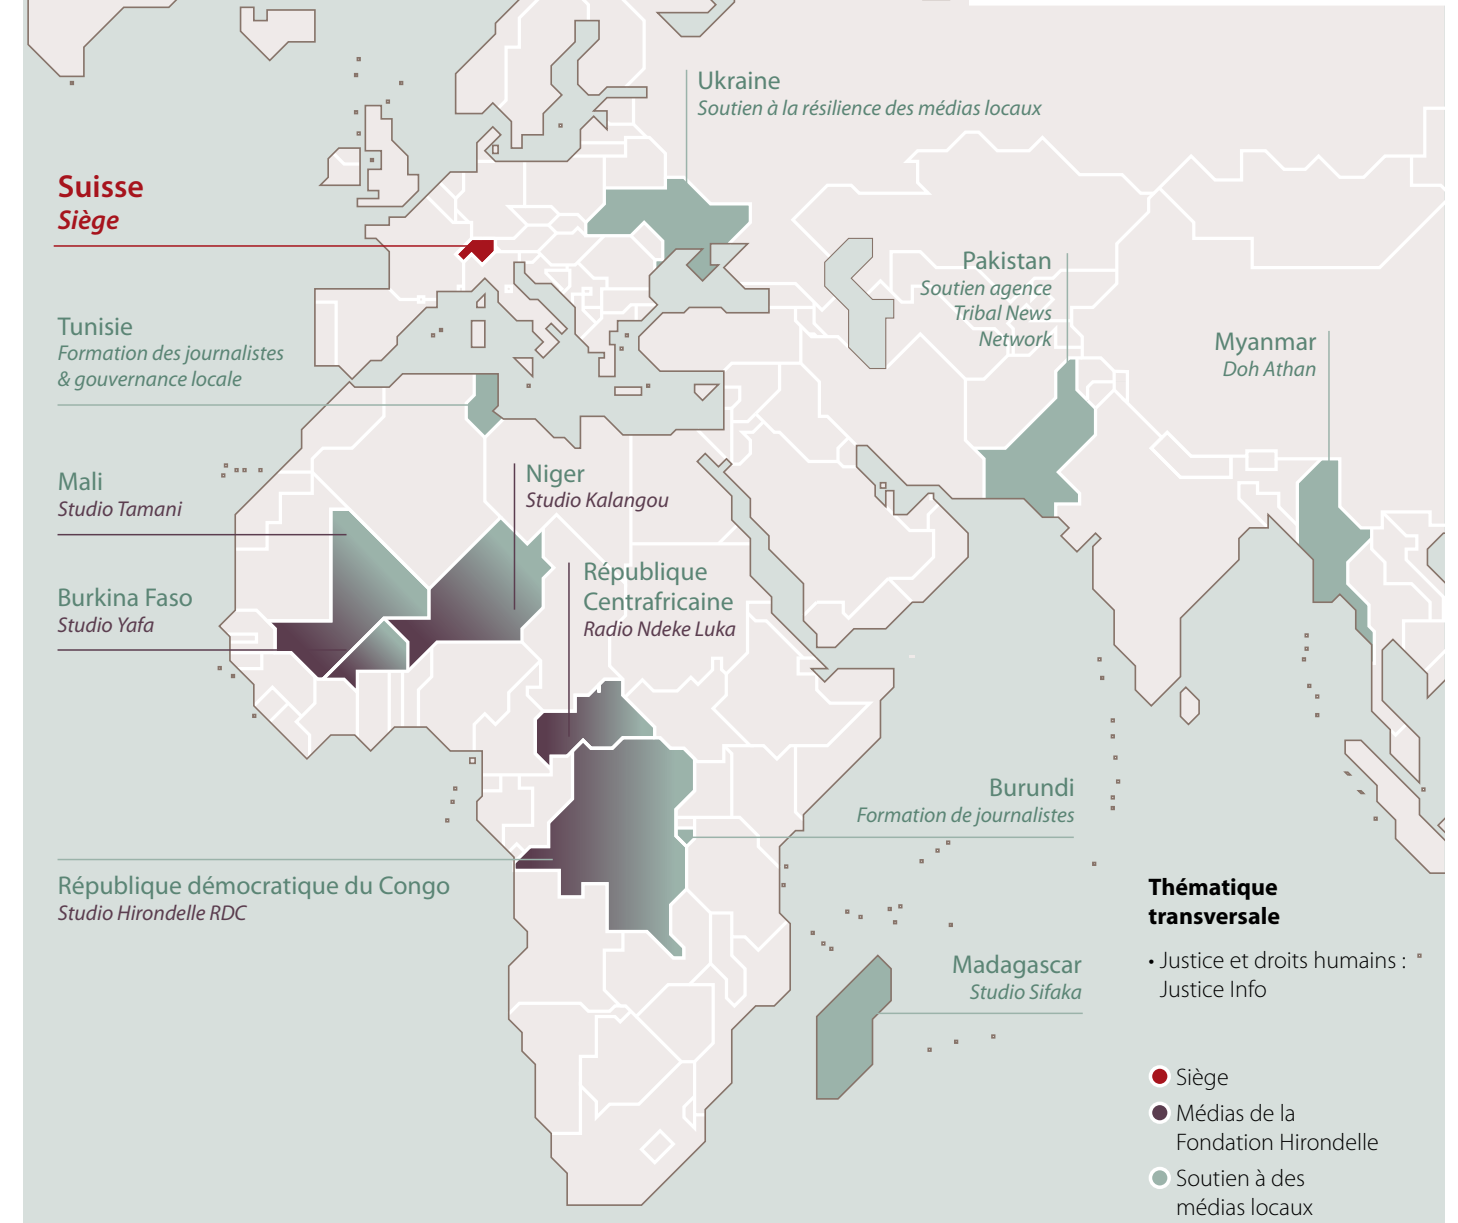 Ukraine
Soutien à la résilience des médias locaux
Suisse
Siège
Pakistan
Soutien agence
Tribal News
Network
Tunisie
Formation des journalistes
& gouvernance locale
Myanmar
Doh Athan
Mali
Studio Tamani
Niger
Studio Kalangou
Burkina Faso
Studio Yafa
République
Centrafricaine
Radio Ndeke Luka
Burundi
Formation de journalistes
République démocratique du Congo
Studio Hirondelle RDC
Madagascar
Studio Sifaka
Thématique
transversale
• Justice et droits humains :
Justice Info
Siège
Médias de la
Fondation Hirondelle
Soutien à des
médias locaux